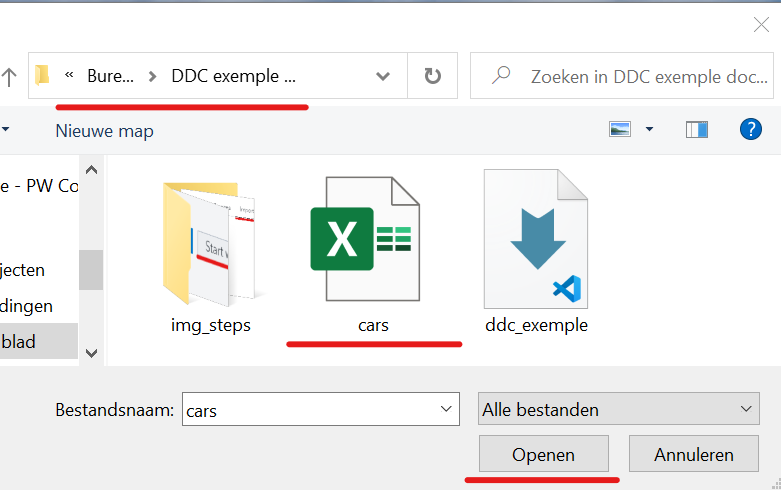 « Bure... > DDC exemple ...
Zoeken in DDC exemple doc...
Nieuwe map
e - PW Co
jecten
dingen
blad
Start w
img_steps
X
cars
ddc_exemple
Bestandsnaam: cars
Alle bestanden
Openen
Annuleren